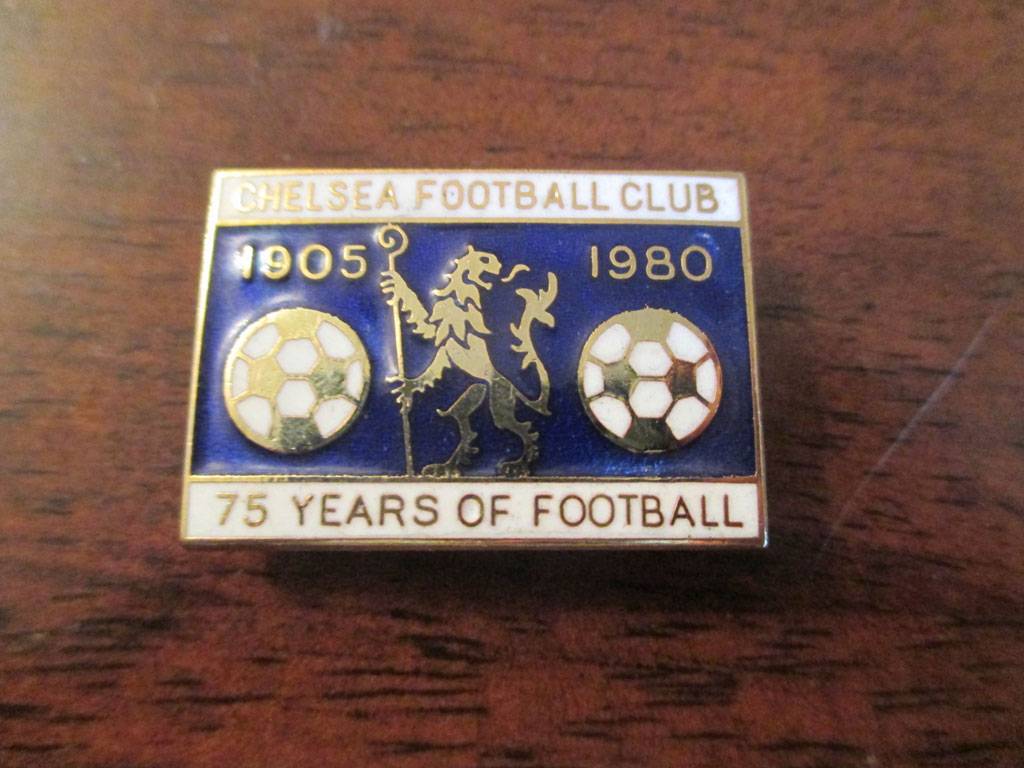 CHELSEA FOOTBALL CLUB
1905 1980
75 YEARS OF FOOTBALL